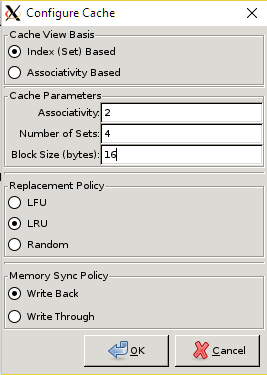 Configure Cache
Cache View Basis
Index (Set) Based
Associativity Based
Cache Parameters
Associativity: 2
Number of Sets: 4
Block Size (bytes): 16
Replacement Policy
LFU
LRU
Random
Memory Sync Policy
Write Back
Write Through
OK Cancel